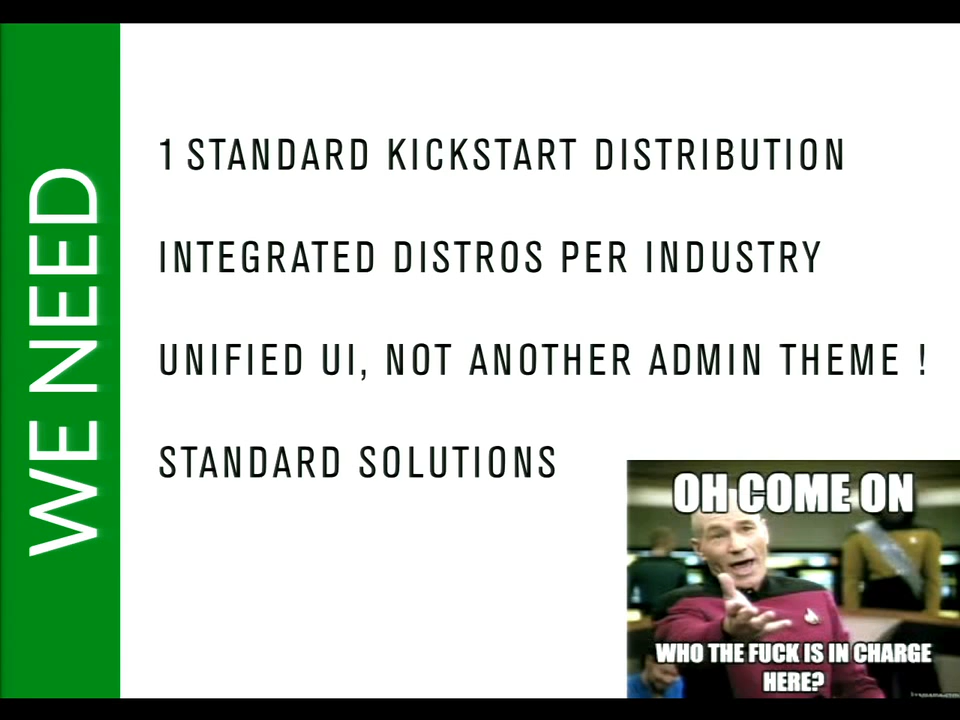 WE NEED
1 STANDARD KICKSTART DISTRIBUTION
INTEGRATED DISTROS PER INDUSTRY
UNIFIED UI, NOT ANOTHER ADMIN THEME !
STANDARD SOLUTIONS
OH COME ON
WHO THE FUCK IS IN CHARGE
HERE?